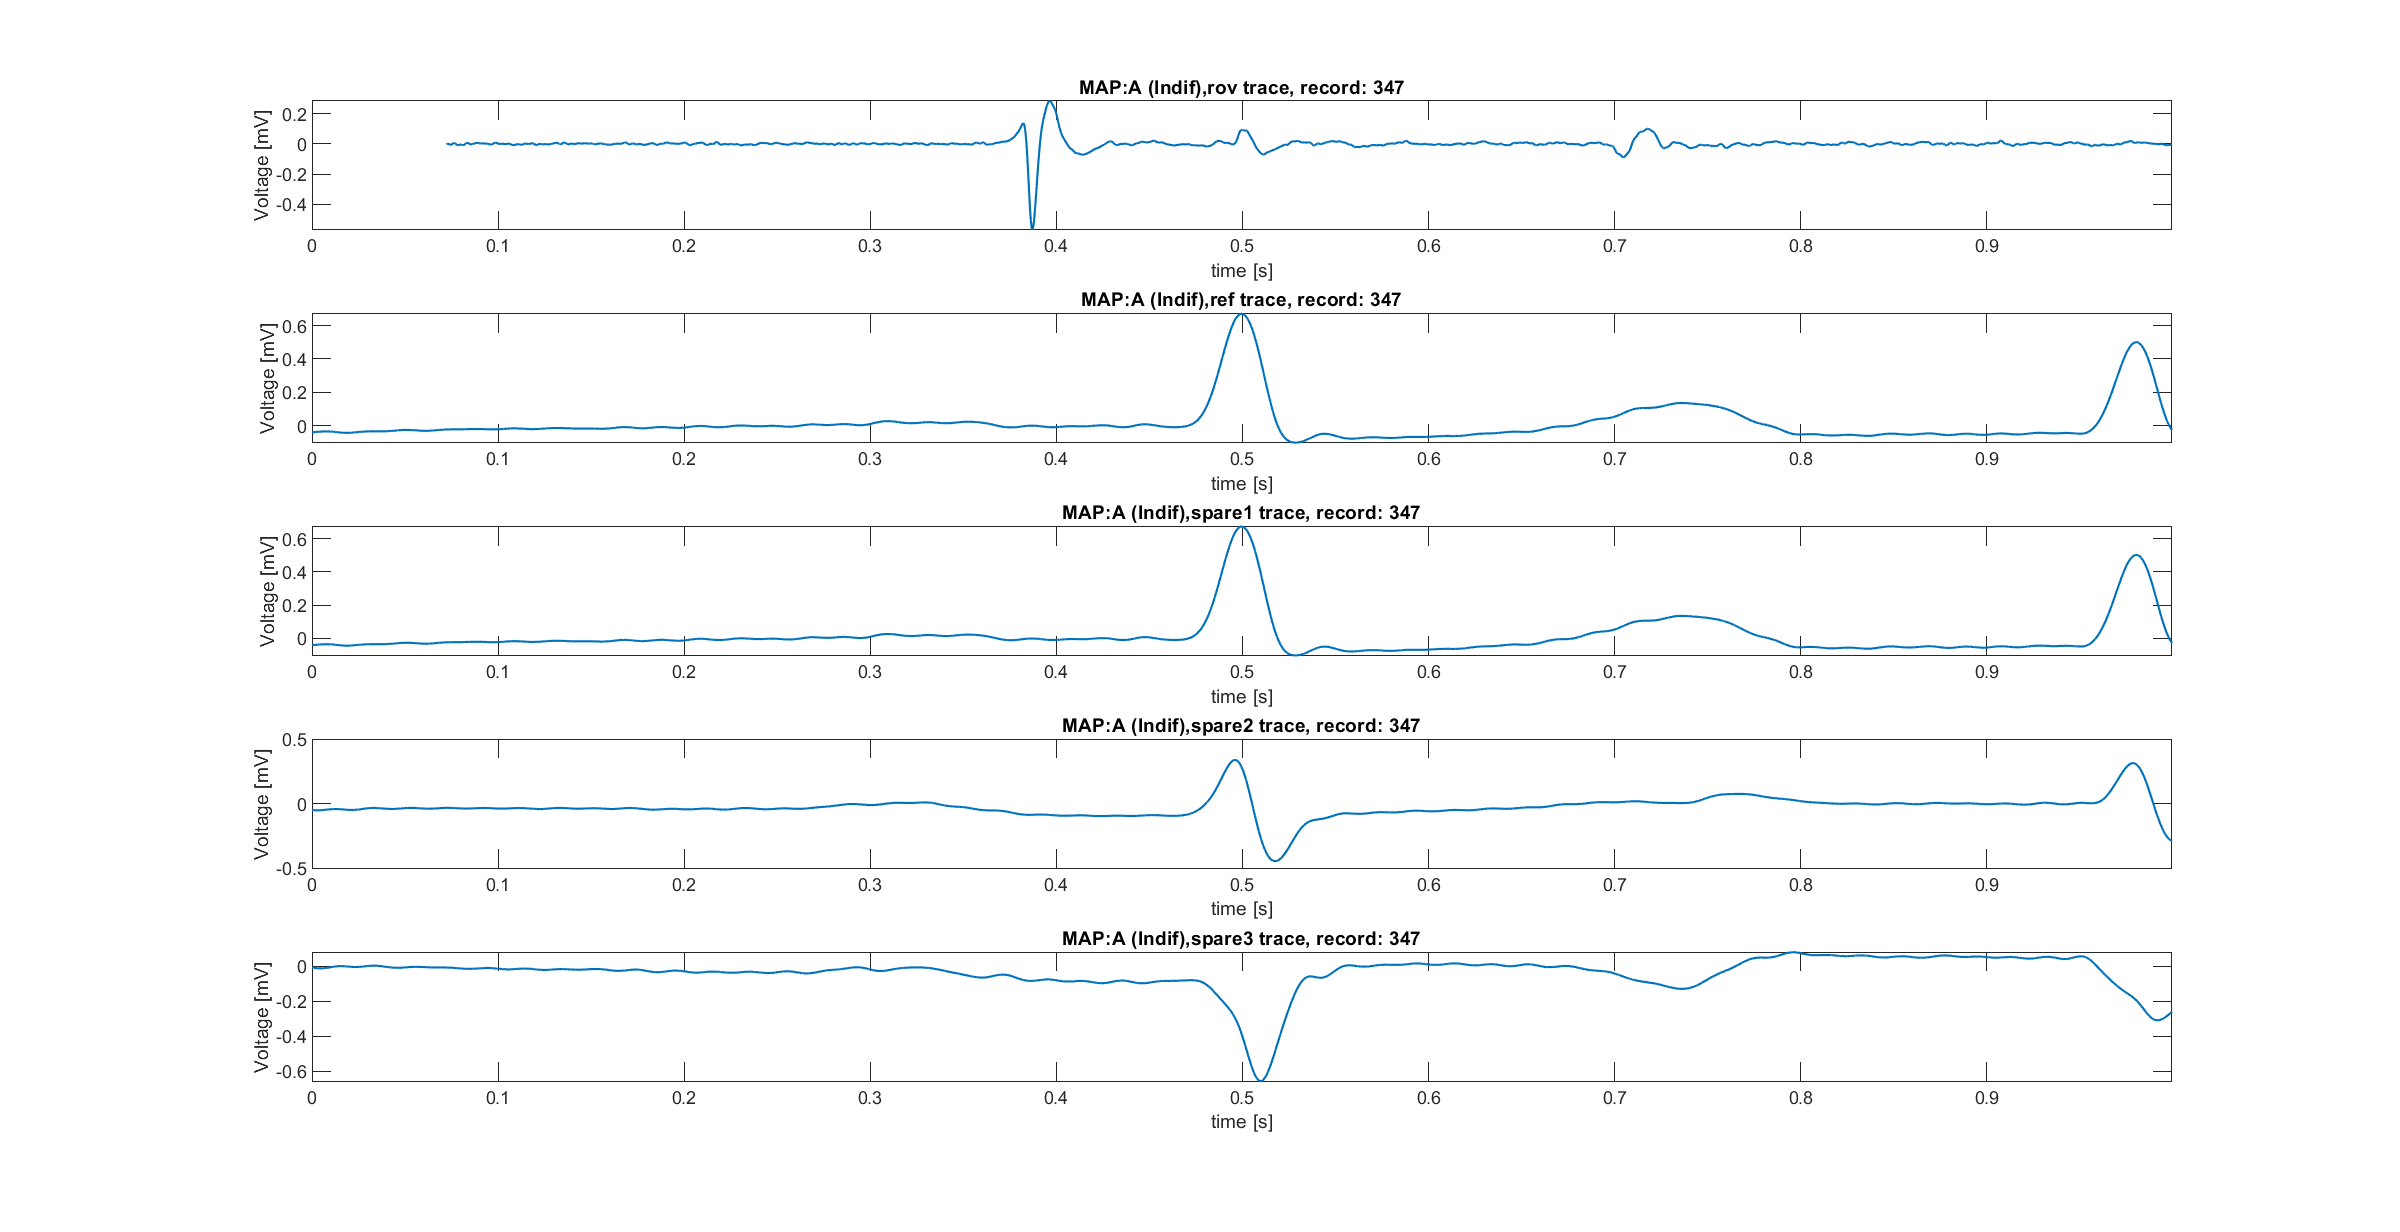 MAP:A (Indif),rov trace, record: 347
Voltage [mV]
0.2
0
-0.2
-0.4
0 0.1 0.2 0.3 0.4 0.5 0.6 0.7 0.8 0.9
time [s]
MAP:A (Indif),ref trace, record: 347
Voltage [mV]
0.6
0.4
0.2
0
0 0.1 0.2 0.3 0.4 0.5 0.6 0.7 0.8 0.9
time [s]
MAP:A (Indif),spare1 trace, record: 347
Voltage [mV]
0.6
0.4
0.2
0
0 0.1 0.2 0.3 0.4 0.5 0.6 0.7 0.8 0.9
time [s]
MAP:A (Indif),spare2 trace, record: 347
Voltage [mV]
0.5
0
-0.5
0 0.1 0.2 0.3 0.4 0.5 0.6 0.7 0.8 0.9
time [s]
MAP:A (Indif),spare3 trace, record: 347
Voltage [mV]
0
-0.2
-0.4
-0.6
0 0.1 0.2 0.3 0.4 0.5 0.6 0.7 0.8 0.9
time [s]